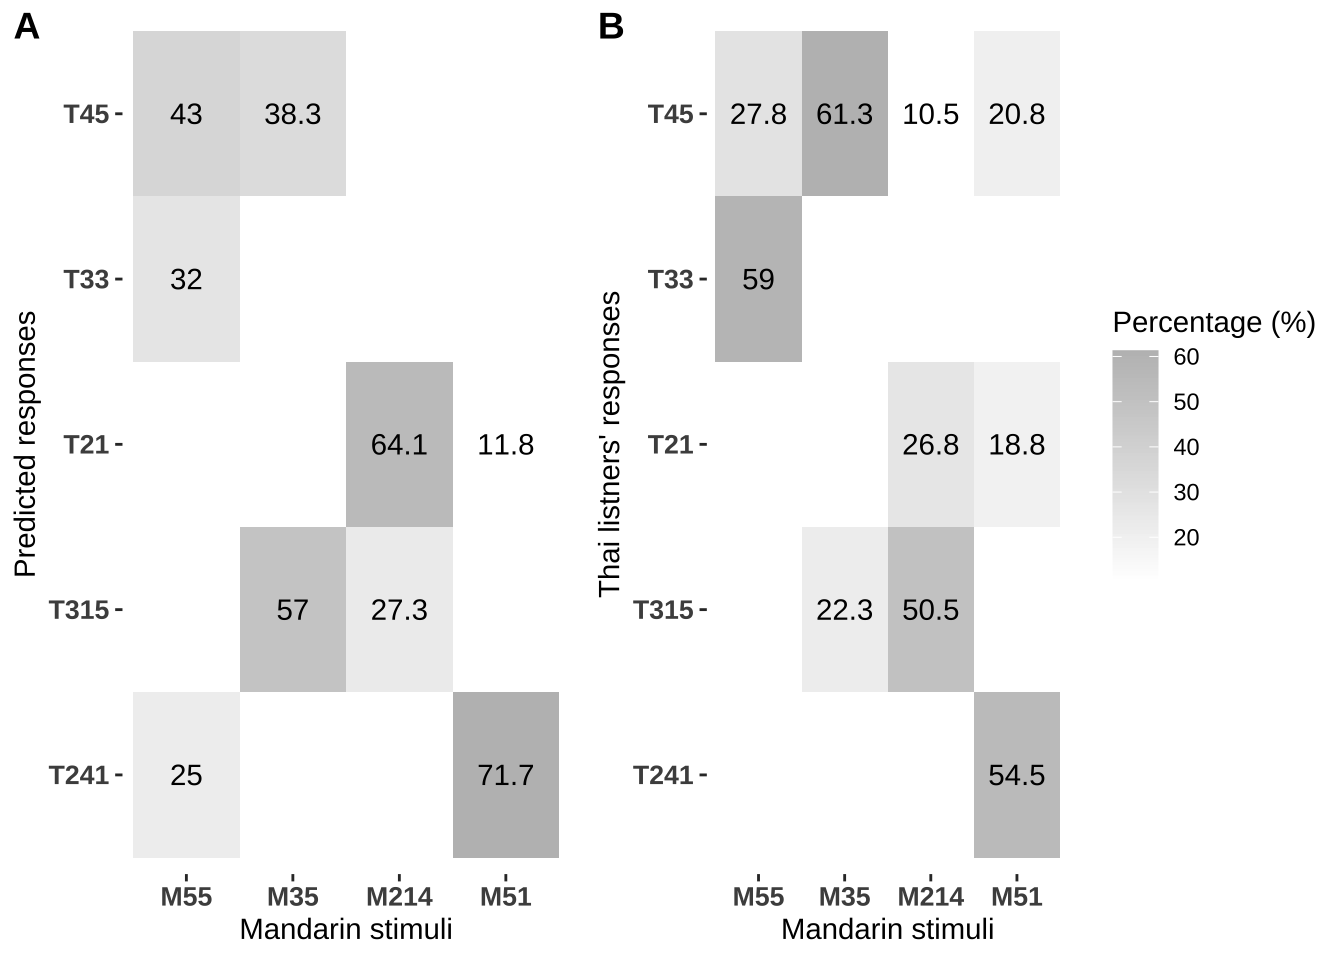 A
T45 43 38.3
T33 32
T21 64.1 11.8
T315 57 27.3
T241 25 71.7
M55 M35 M214 M51
Mandarin stimuli
Predicted responses
B
T45 27.8 61.3 10.5 20.8
T33 59
T21 26.8 18.8
T315 22.3 50.5
T241 54.5
M55 M35 M214 M51
Mandarin stimuli
Thai listners' responses
Percentage (%)
60
50
40
30
20